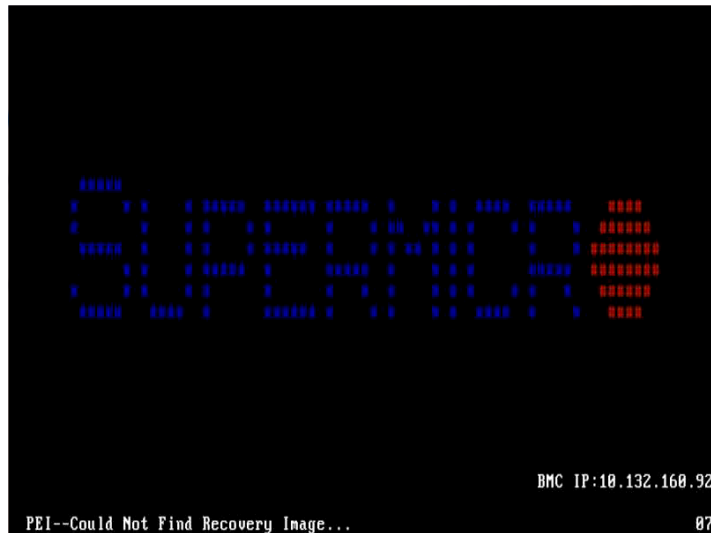 SUPERMICRO
BMC IP:10.132.160.92
PEI--Could Not Find Recovery Image... 07